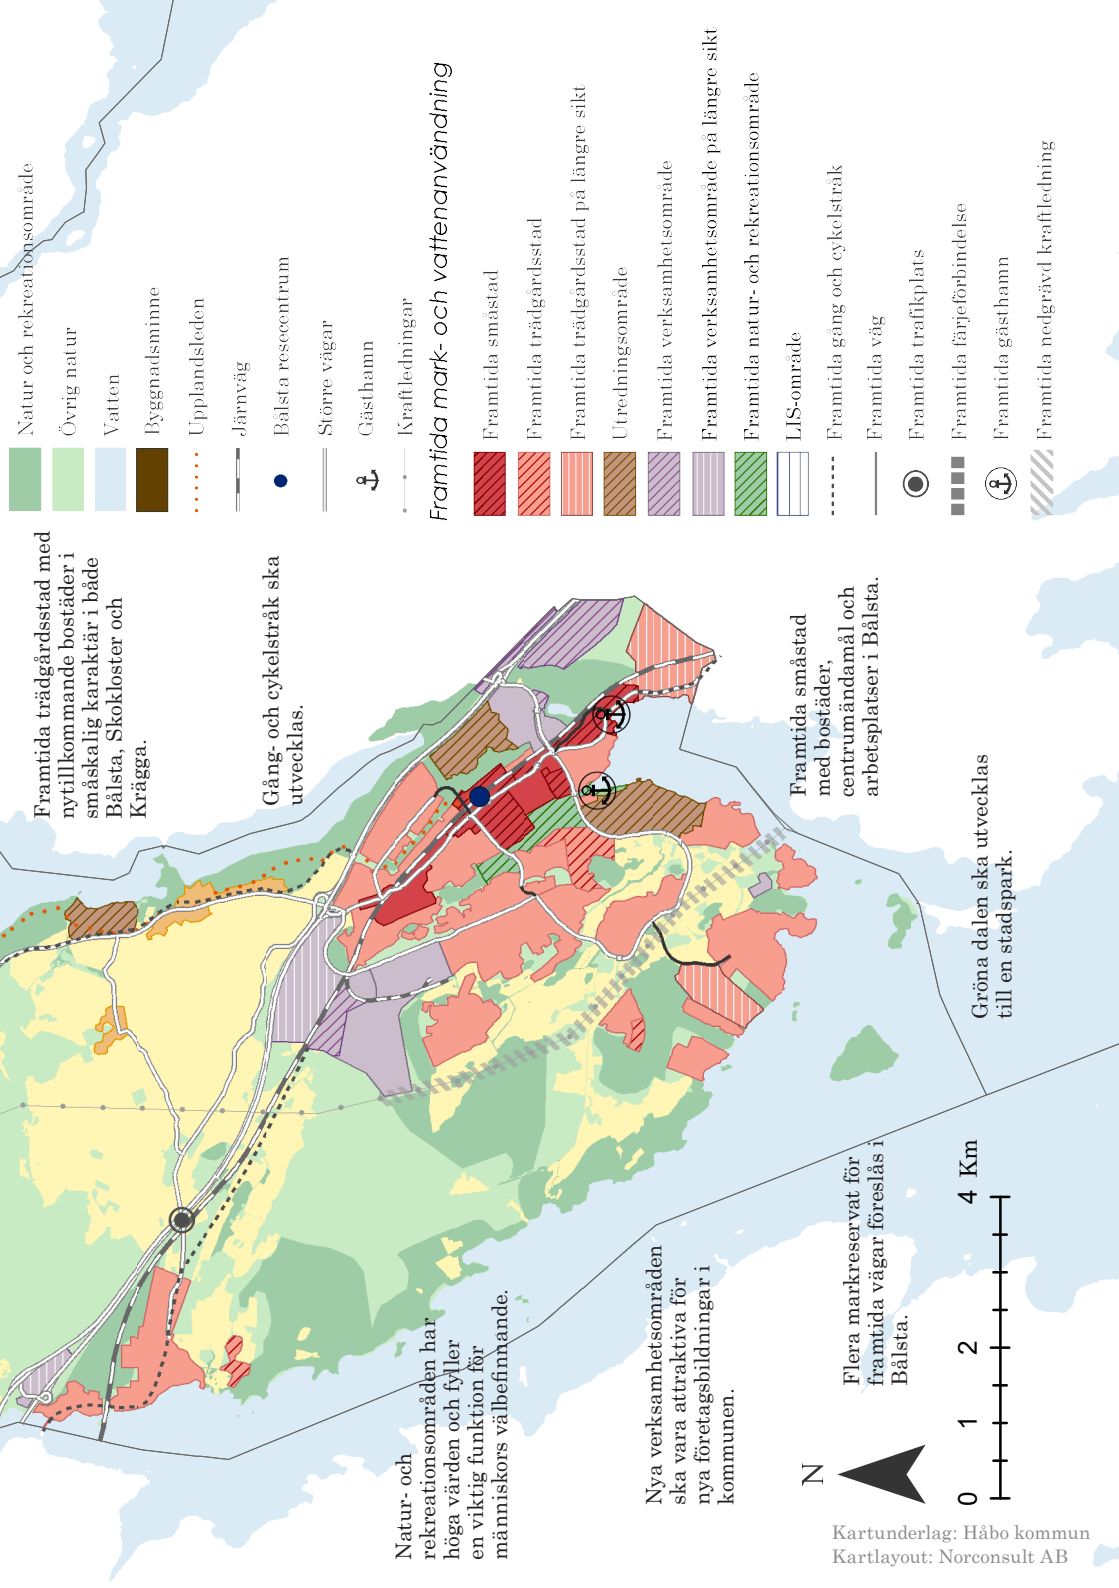 Natur och rekreationsområde
Övrig natur
Vatten
Byggnadsminne
Upplandsleden
Järnväg
Bålsta resecentrum
Större vägar
Gästhamn
Kraftledningar
Framtida mark- och vattenanvändning
Framtida småstad
Framtida trädgårdsstad
Framtida trädgårdsstad på längre sikt
Utredningsområde
Framtida verksamhetsområde
Framtida verksamhetsområde på längre sikt
Framtida natur- och rekreationsområde
LIS-område
Framtida gång och cykelstråk
Framtida väg
Framtida trafikplats
Framtida färjeförbindelse
Framtida gästhamn
Framtida nedgrävd kraftledning
Framtida trädgårdsstad med
nytillkommande bostäder i
småskalig karaktär i både
Bålsta, Skokloster och
Krägga.
Gång- och cykelstråk ska
utvecklas.
Framtida småstad
med bostäder,
centrumändamål och
arbetsplatser i Bålsta.
Gröna dalen ska utvecklas
till en stadspark.
Natur- och
rekreationsområden har
höga värden och fyller
en viktig funktion för
människors välbefinnande.
Nya verksamhetsområden
ska vara attraktiva för
nya företagsbildningar i
kommunen.
Flera markreservat för
framtida vägar föreslås i
Bålsta.
N
0 1 2 4 Km
Kartunderlag: Håbo kommun
Kartlayout: Norconsult AB